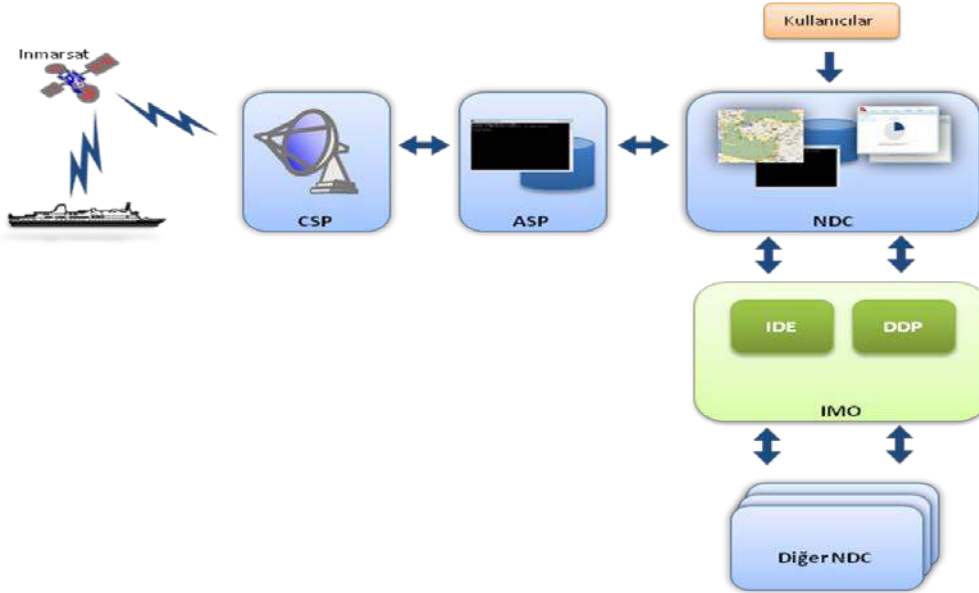 Kullanıcılar
Inmarsat
CSP
ASP
NDC
IDE
DDP
IMO
Diğer NDC